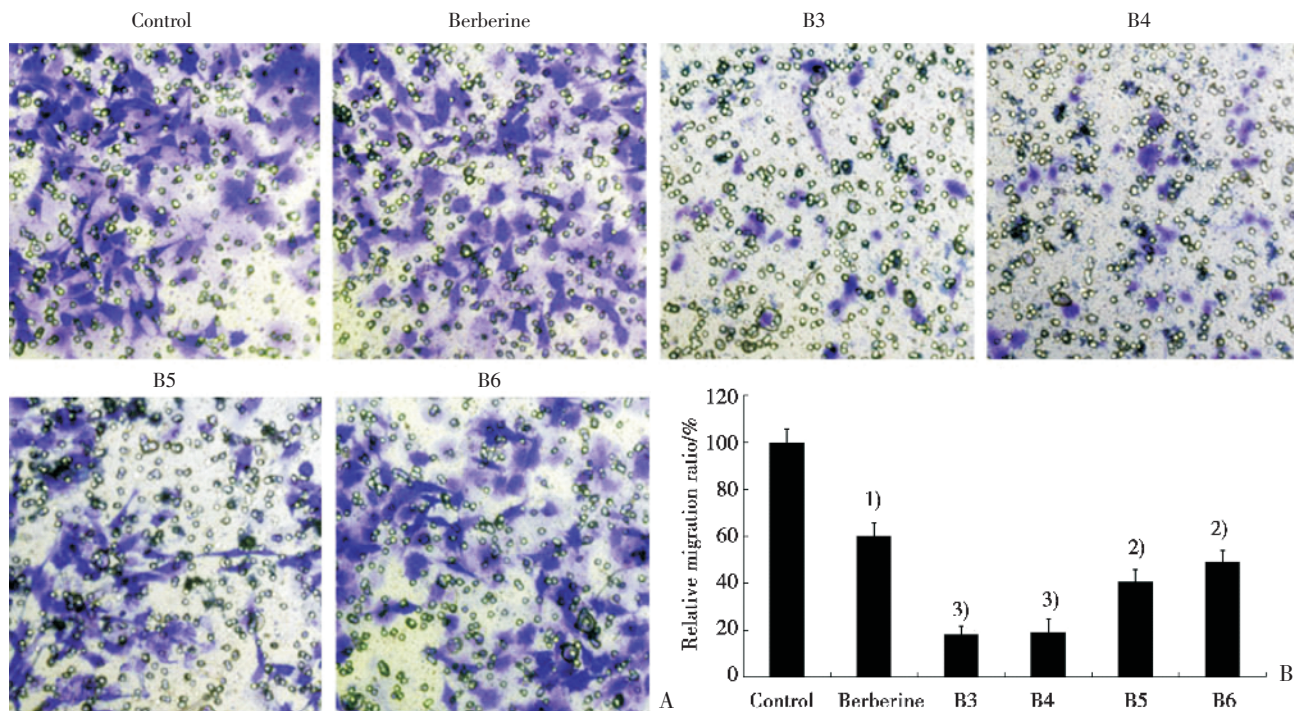 Control
Berberine
B3
B4
B5
B6
A
Relative migration ratio/%
120
100
80
60
40
20
0
1)
3)
3)
2)
2)
Control
Berberine
B3
B4
B5
B6
B